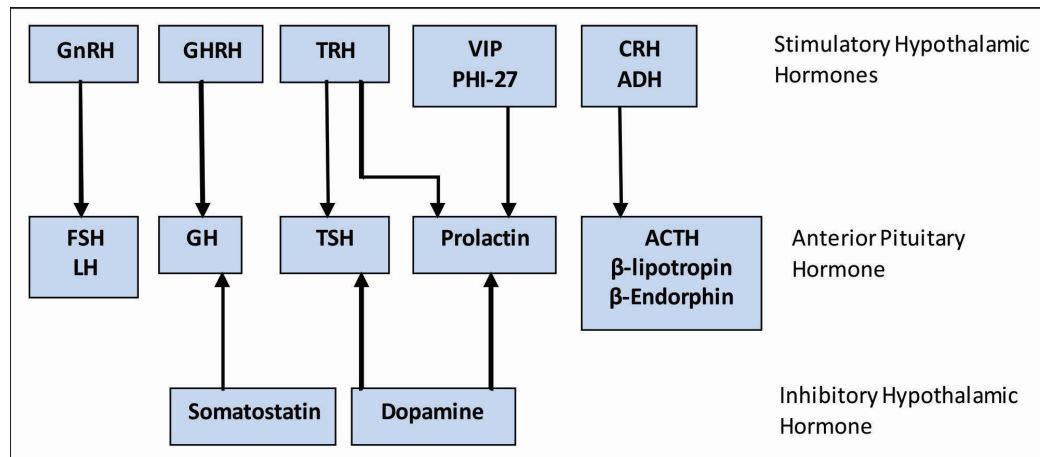 GnRH
GHRH
TRH
VIP
PHI-27
CRH
ADH
Stimulatory Hypothalamic
Hormones
FSH
LH
GH
TSH
Prolactin
ACTH
β-lipotropin
β-Endorphin
Anterior Pituitary
Hormone
Somatostatin
Dopamine
Inhibitory Hypothalamic
Hormone